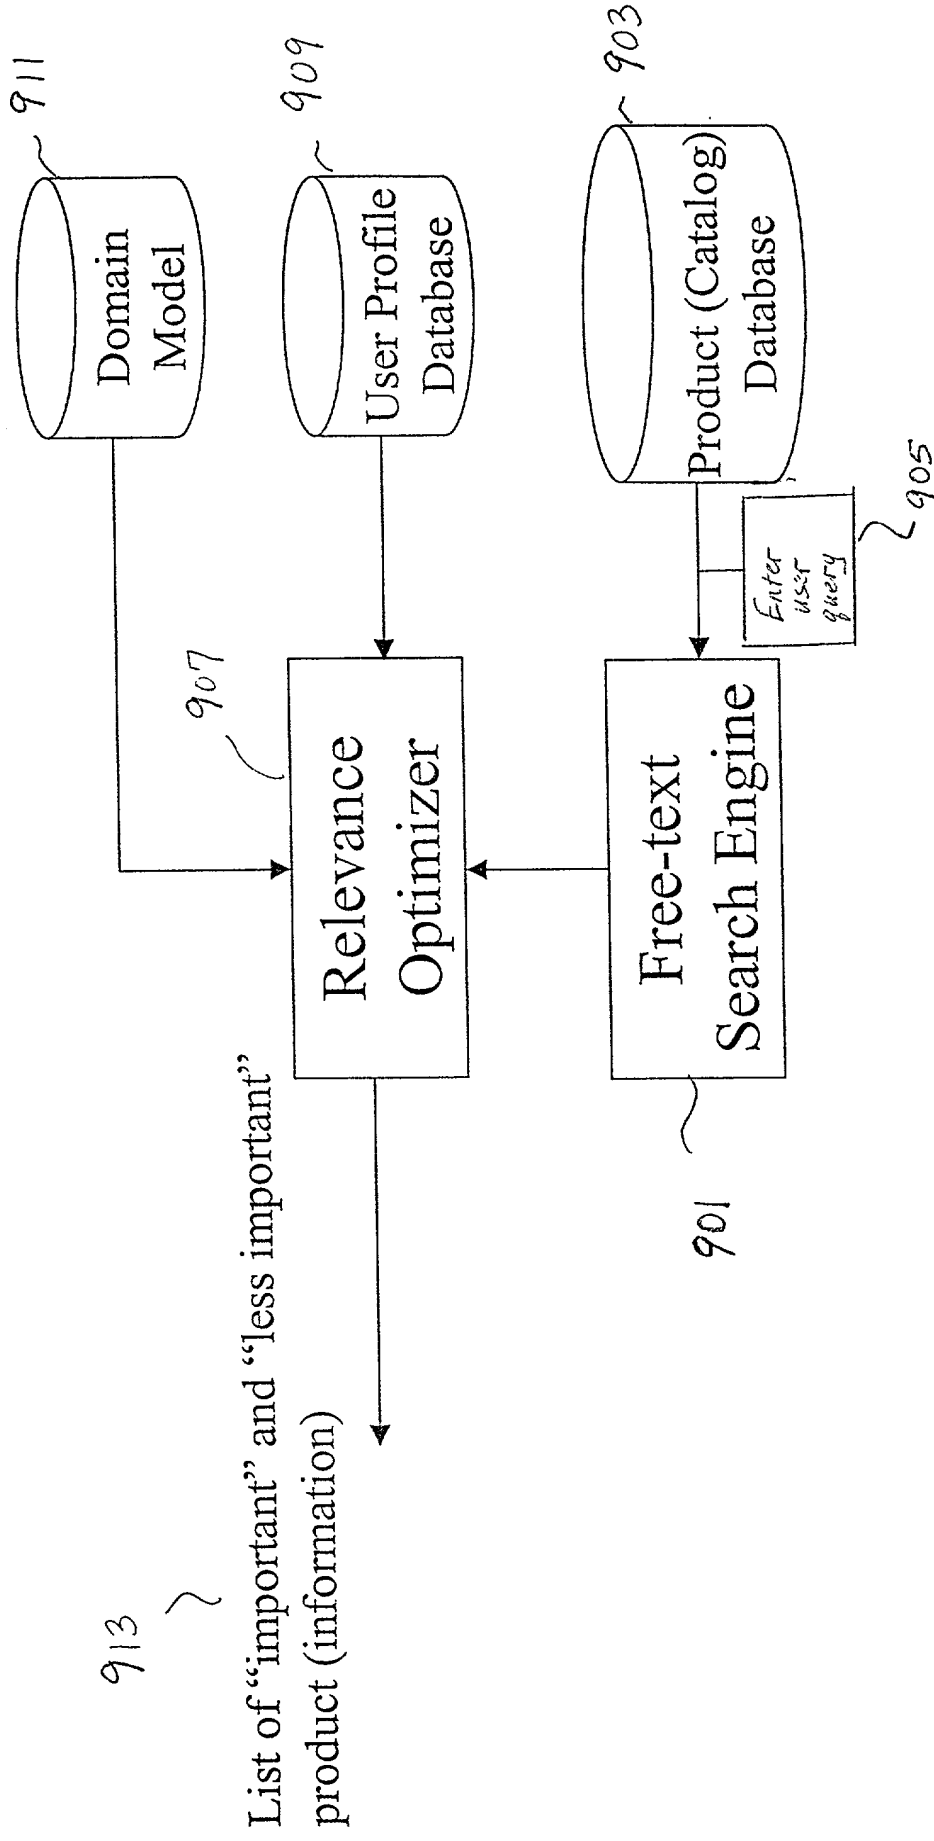 913
List of “important” and “less important”
product (information)
907
Relevance
Optimizer
901
Free-text
Search Engine
911
Domain
Model
909
User Profile
Database
903
Product (Catalog)
Database
Enter
user
query
905